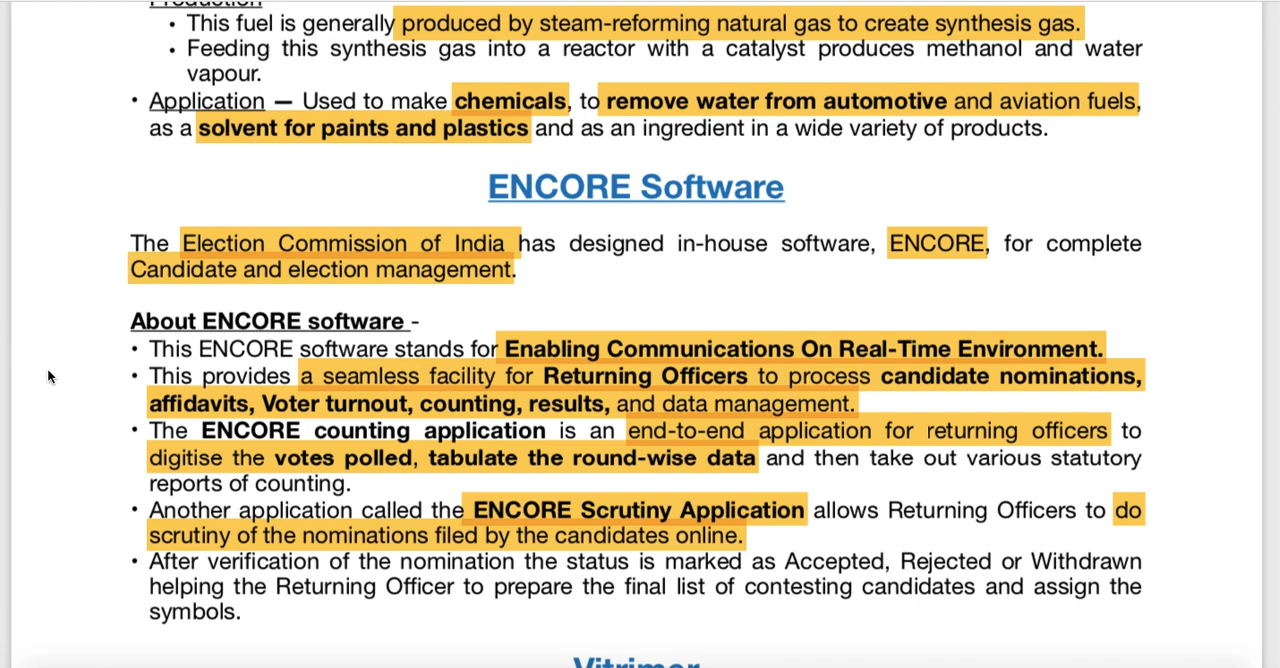 Production
• This fuel is generally produced by steam-reforming natural gas to create synthesis gas.
• Feeding this synthesis gas into a reactor with a catalyst produces methanol and water
vapour.
• Application — Used to make chemicals, to remove water from automotive and aviation fuels,
as a solvent for paints and plastics and as an ingredient in a wide variety of products.
ENCORE Software
The Election Commission of India has designed in-house software, ENCORE, for complete
Candidate and election management.
About ENCORE software -
• This ENCORE software stands for Enabling Communications On Real-Time Environment.
• This provides a seamless facility for Returning Officers to process candidate nominations,
affidavits, Voter turnout, counting, results, and data management.
• The ENCORE counting application is an end-to-end application for returning officers to
digitise the votes polled, tabulate the round-wise data and then take out various statutory
reports of counting.
• Another application called the ENCORE Scrutiny Application allows Returning Officers to do
scrutiny of the nominations filed by the candidates online.
• After verification of the nomination the status is marked as Accepted, Rejected or Withdrawn
helping the Returning Officer to prepare the final list of contesting candidates and assign the
symbols.
Vitrimer